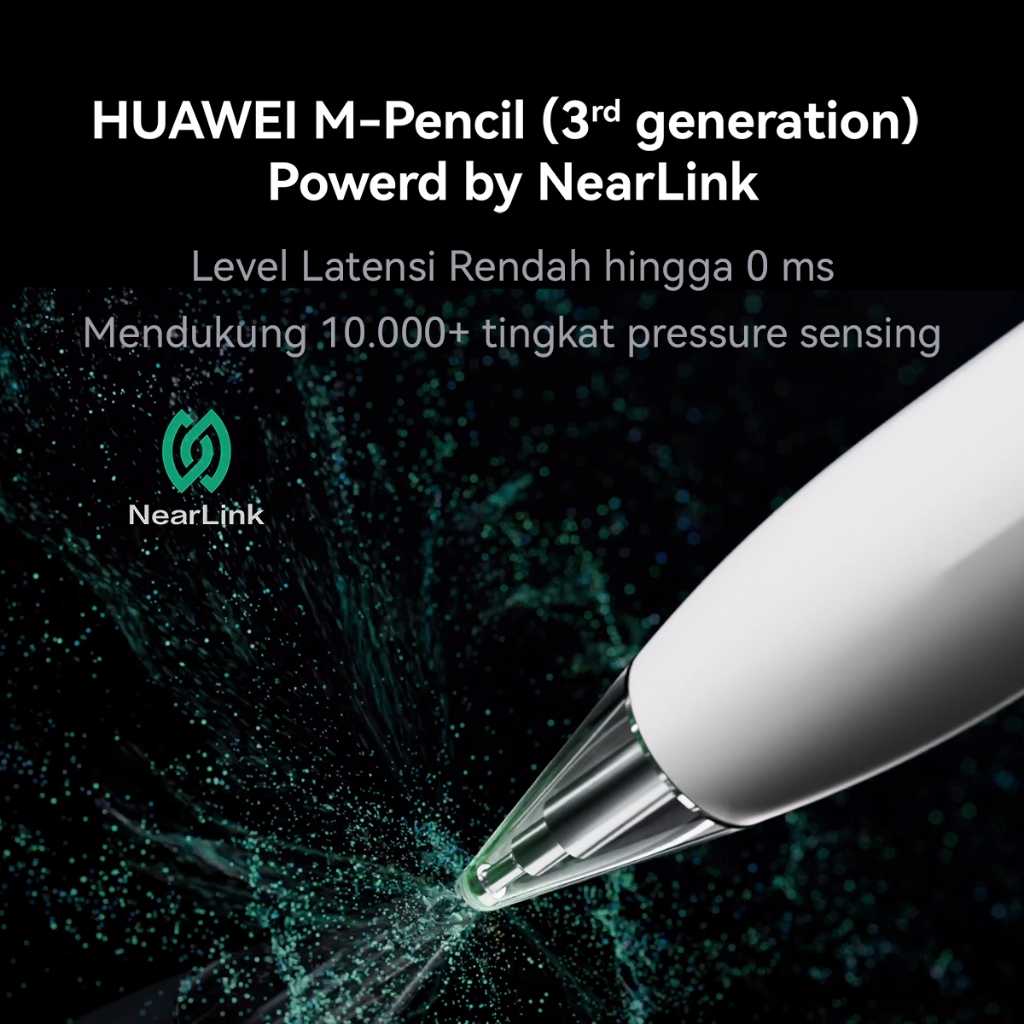 HUAWEI M-Pencil (3rd generation)
Powerd by NearLink
Level Latensi Rendah hingga 0 ms
Mendukung 10.000+ tingkat pressure sensing
NearLink